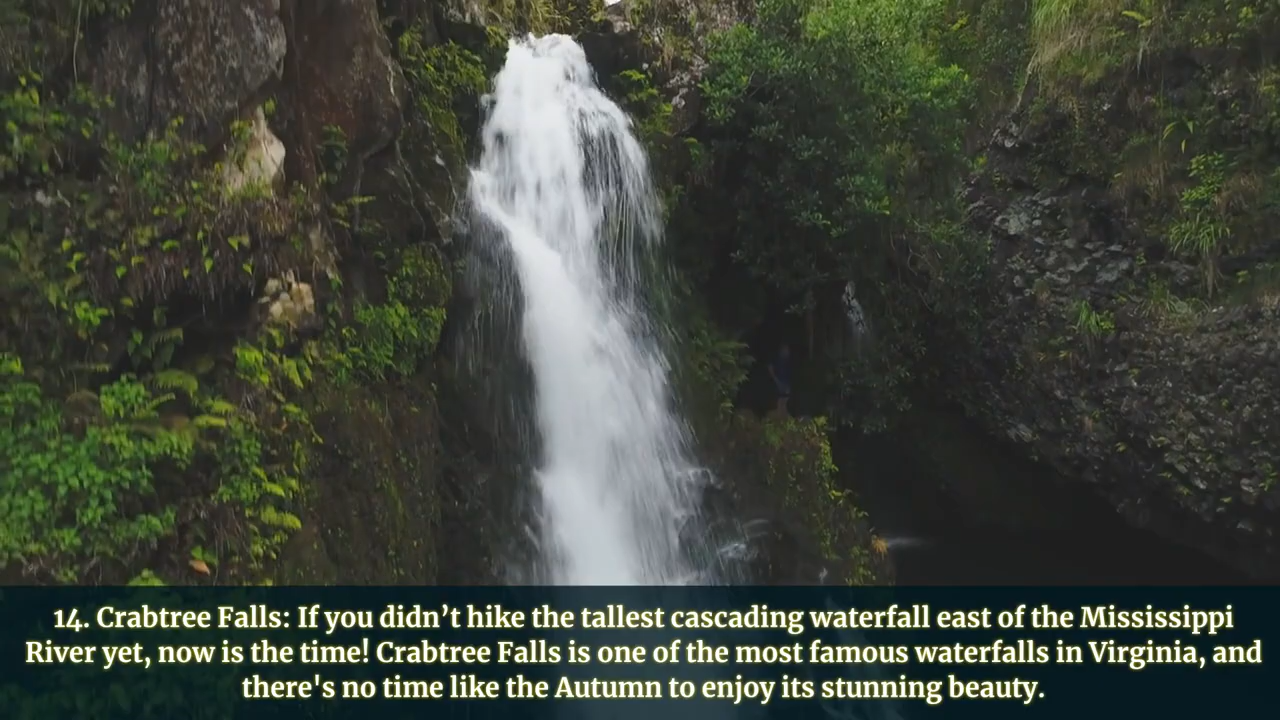 14. Crabtree Falls: If you didn’t hike the tallest cascading waterfall east of the Mississippi
River yet, now is the time! Crabtree Falls is one of the most famous waterfalls in Virginia, and
there's no time like the Autumn to enjoy its stunning beauty.